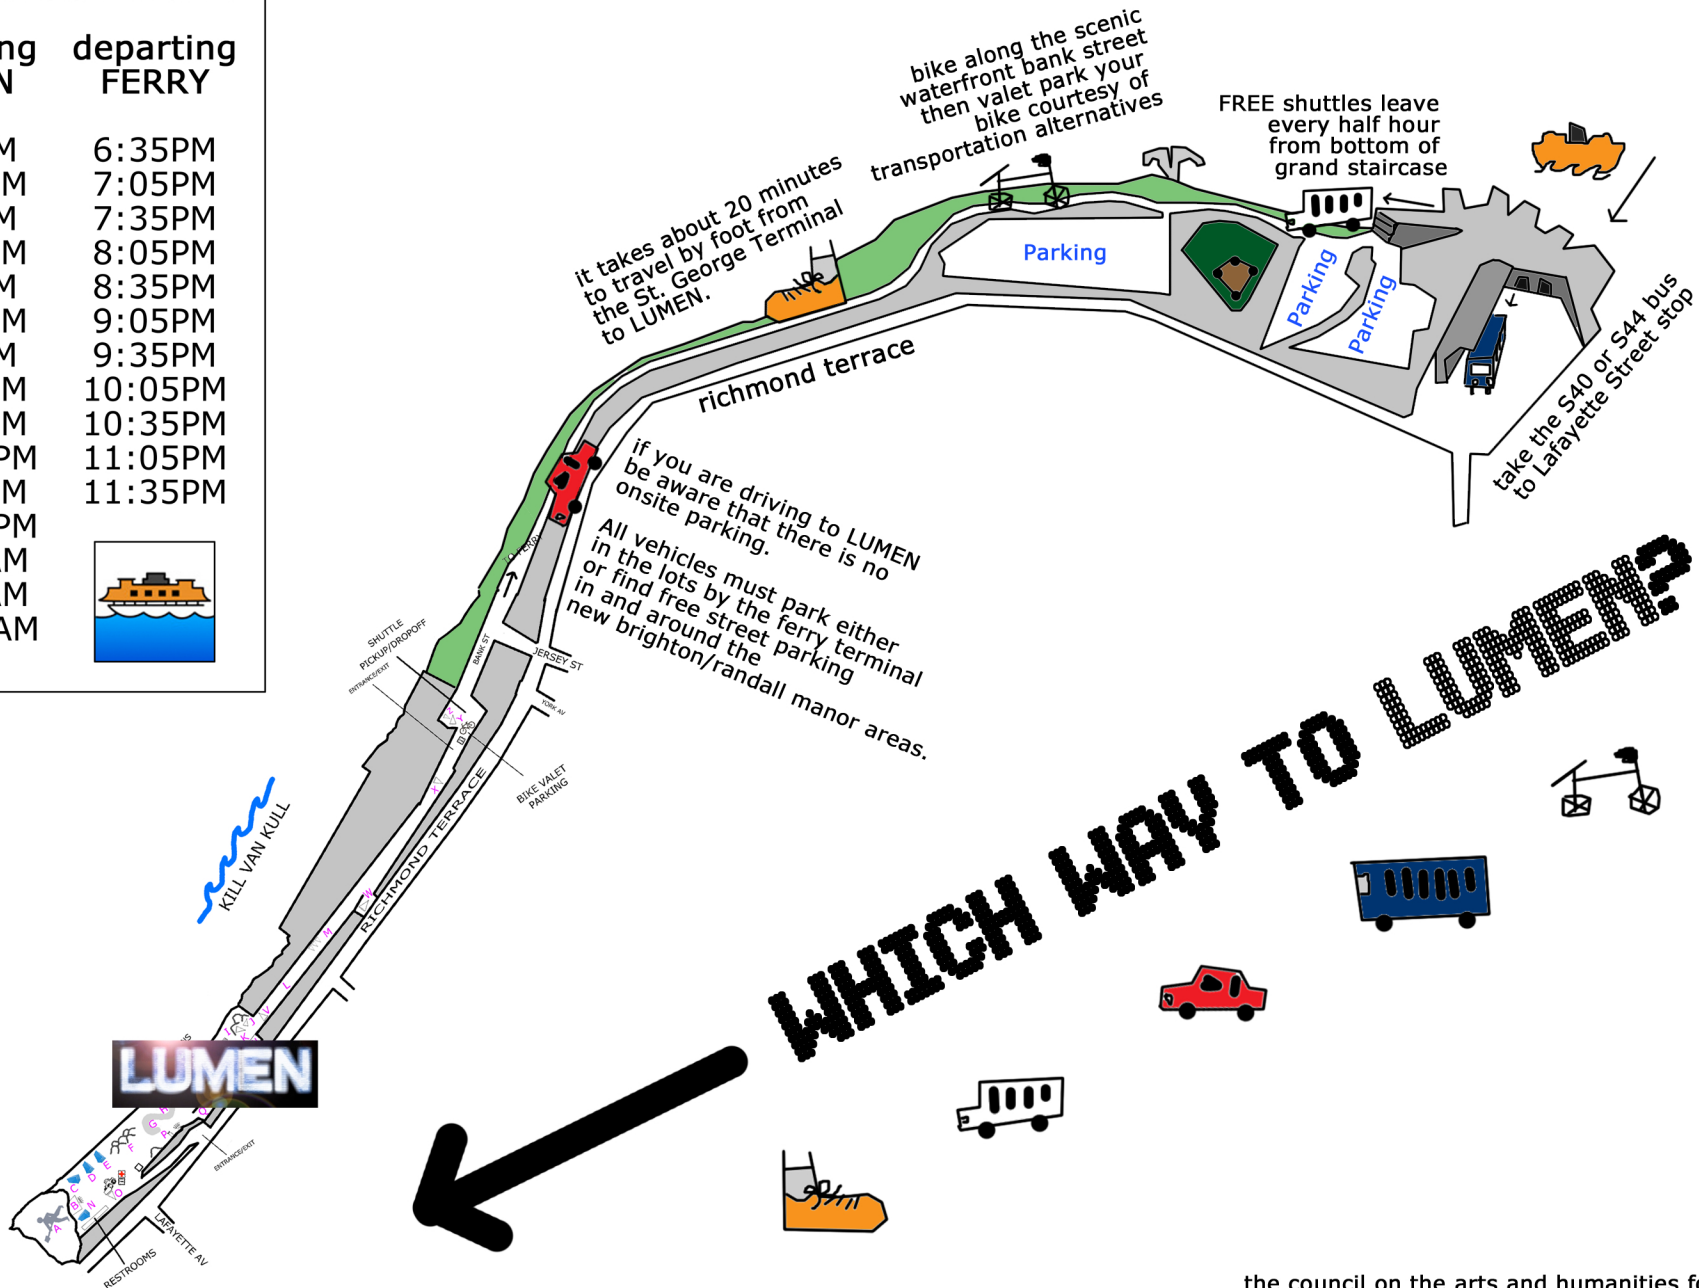 departing
FERRY
6:35PM
7:05PM
7:35PM
8:05PM
8:35PM
9:05PM
9:35PM
10:05PM
10:35PM
11:05PM
11:35PM
bike along the scenic
waterfront bank street
then valet park your
bike courtesy of
transportation alternatives
FREE shuttles leave
every half hour
from bottom of
grand staircase
it takes about 20 minutes
to travel by foot from
the St. George Terminal
to LUMEN.
Parking
Parking
Parking
richmond terrace
take the S40 or S44 bus
to Lafayette Street stop
if you are driving to LUMEN
be aware that there is no
onsite parking.
All vehicles must park either
in the lots by the ferry terminal
or find free street parking
in and around the
new brighton/randall manor areas.
TO FERRY
SHUTTLE
PICKUP/DROPOFF
ENTRANCE/EXIT
BANK ST
JERSEY ST
YORK AV
BIKE VALET
PARKING
RICHMOND TERRACE
KILL VAN KULL
WHICH WAY TO LUMEN?
Y
X
W
M
L
V
I
J
K
LUMEN
Q
H
G
R
F
E
D
C
B
N
O
A
ENTRANCE/EXIT
LAFAYETTE AV
RESTROOMS
the council on the arts and humanities